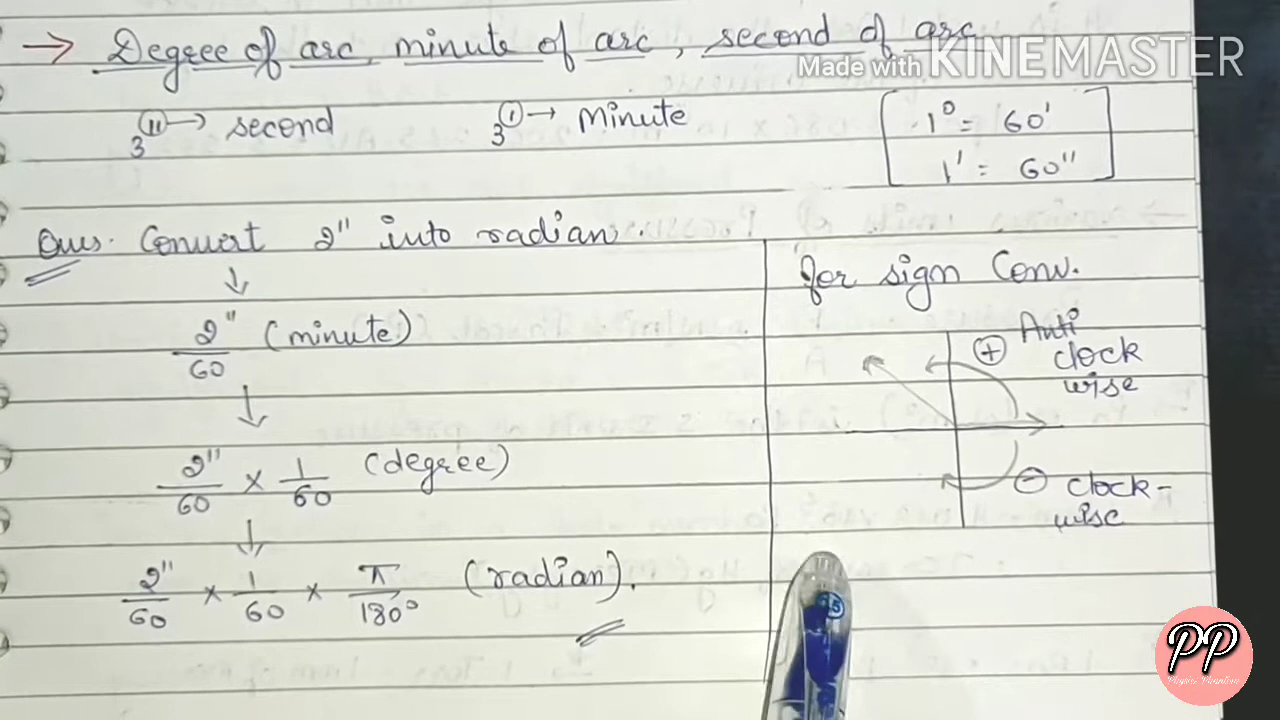 → Degree of arc, minute of arc, second of arc
Made with KINEMASTER
3" → second 3' → Minute
1° = 60'
1' = 60"
Ques. Convert 2" into radian.
↓
2"/60 (minute)
↓
2"/60 × 1/60 (degree)
↓
2"/60 × 1/60 × π/180° (radian).
for sign Conv.
+ Anti
clock
wise
- clock-
wise
PP